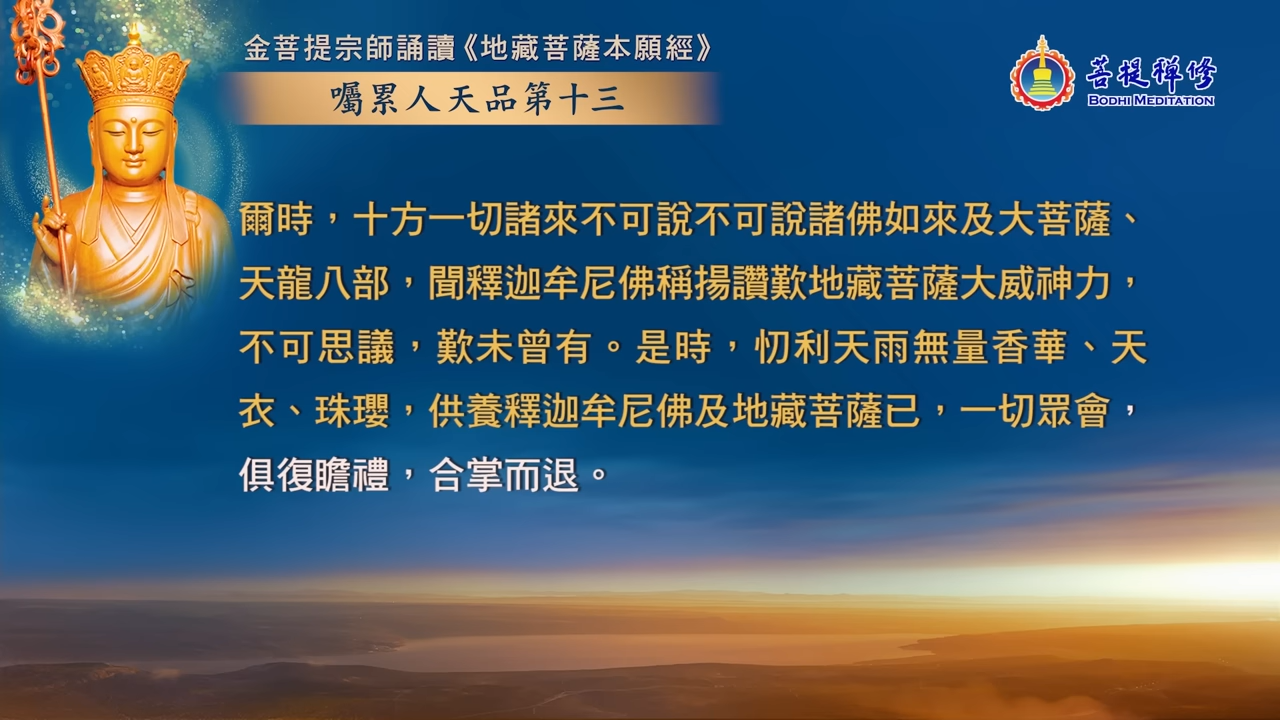 金菩提宗師誦讀《地藏菩薩本願經》
囑累人天品第十三
菩提禪修
BODHI MEDITATION
爾時，十方一切諸來不可說不可說諸佛如來及大菩薩、
天龍八部，聞釋迦牟尼佛稱揚讚歎地藏菩薩大威神力，
不可思議，歎未曾有。是時，忉利天雨無量香華、天
衣、珠瓔，供養釋迦牟尼佛及地藏菩薩已，一切眾會，
俱復瞻禮，合掌而退。